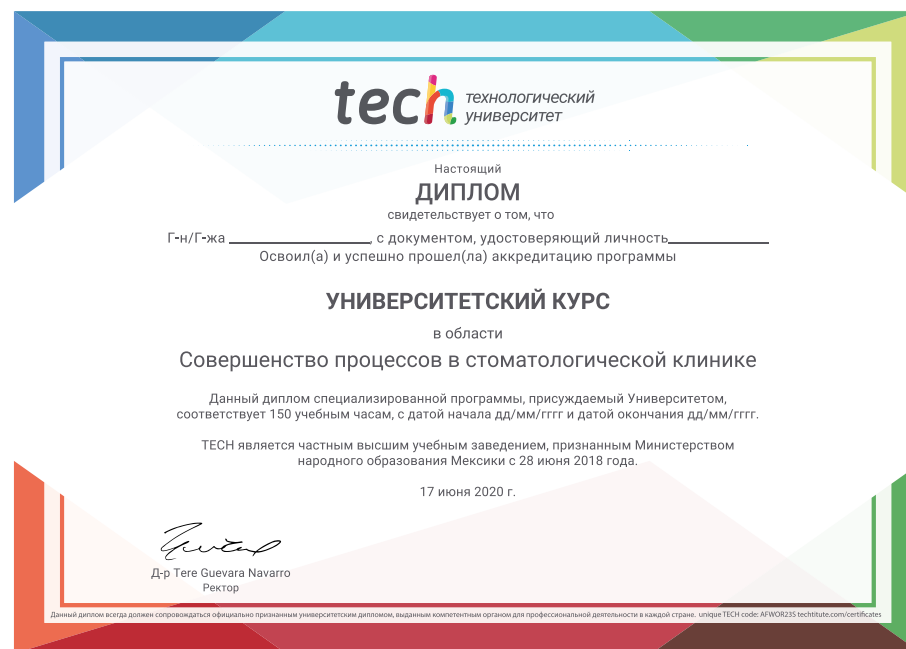 tech технологический
университет
Настоящий
ДИПЛОМ
свидетельствует о том, что
Г-н/Г-жа , с документом, удостоверяющий личность
Освоил(а) и успешно прошел(ла) аккредитацию программы
УНИВЕРСИТЕТСКИЙ КУРС
в области
Совершенство процессов в стоматологической клинике
Данный диплом специализированной программы, присуждаемый Университетом,
соответствует 150 учебным часам, с датой начала дд/мм/гггг и датой окончания дд/мм/гггг.
TECH является частным высшим учебным заведением, признанным Министерством
народного образования Мексики с 28 июня 2018 года.
17 июня 2020 г.
Д-р Tere Guevara Navarro
Ректор
Данный диплом всегда должен сопровождаться официально признанным университетским дипломом, выданным компетентным органом для профессиональной деятельности в каждой стране. unique TECH code: AFWOR23S techtitute.com/certificates